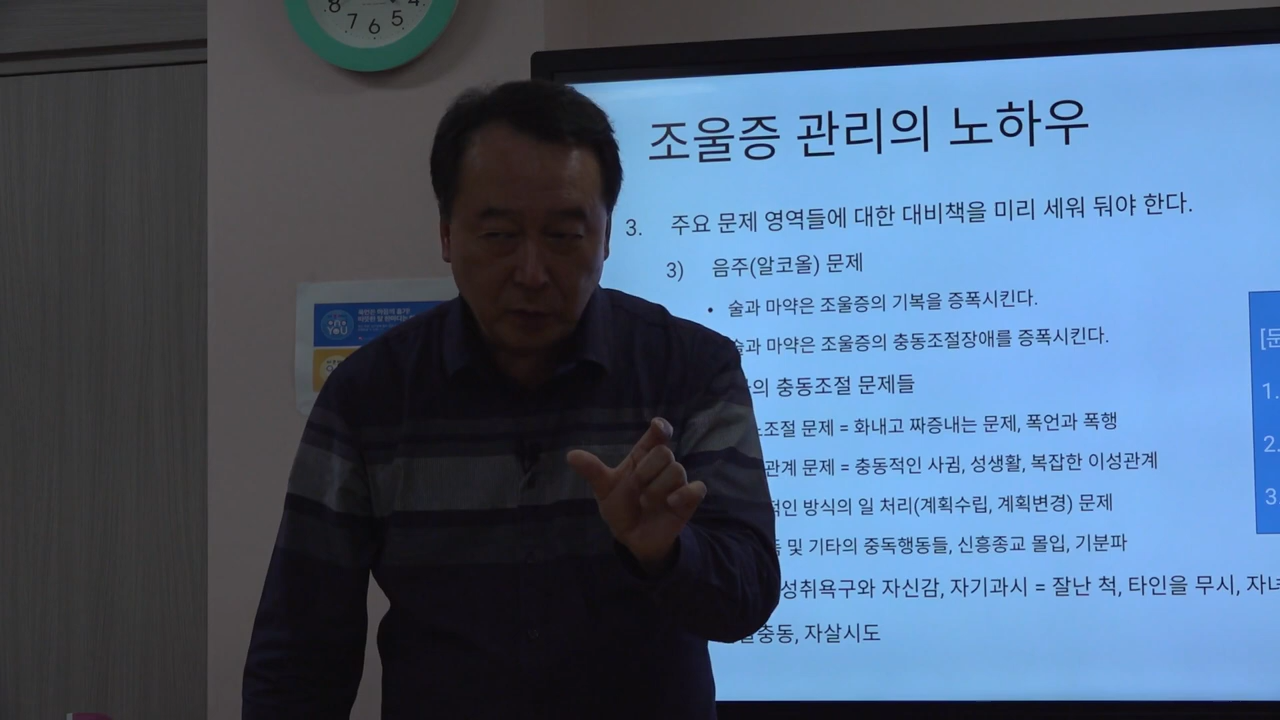 8 7 6 5 4
조울증 관리의 노하우
3. 주요 문제 영역들에 대한 대비책을 미리 세워 둬야 한다.
3) 음주(알코올) 문제
• 술과 마약은 조울증의 기복을 증폭시킨다.
술과 마약은 조울증의 충동조절장애를 증폭시킨다.
충동조절 문제들
조절 문제 = 화내고 짜증내는 문제, 폭언과 폭행
관계 문제 = 충동적인 사귐, 성생활, 복잡한 이성관계
적인 방식의 일 처리(계획수립, 계획변경) 문제
및 기타의 중독행동들, 신흥종교 몰입, 기분파
성취욕구와 자신감, 자기과시 = 잘난 척, 타인을 무시,
충동, 자살시도
1.
2.
3
YOU